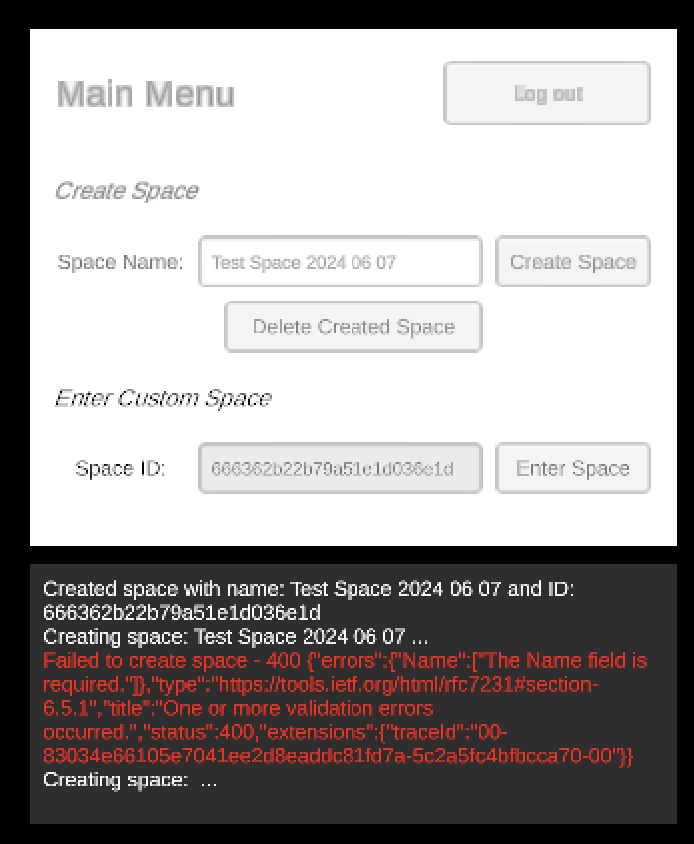 Main Menu
Log out
Create Space
Space Name:
Test Space 2024 06 07
Create Space
Delete Created Space
Enter Custom Space
Space ID:
666362b22b79a51e1d036e1d
Enter Space
Created space with name: Test Space 2024 06 07 and ID:
666362b22b79a51e1d036e1d
Creating space: Test Space 2024 06 07 ...
Failed to create space - 400 {"errors":{"Name":["The Name field is
required."]},"type":"https://tools.ietf.org/html/rfc7231#section-
6.5.1","title":"One or more validation errors
occurred.","status":400,"extensions":{"traceId":"00-
83034e66105e7041ee2d8eaddc81fd7a-5c2a5fc4bfbcca70-00"}}
Creating space:  ...